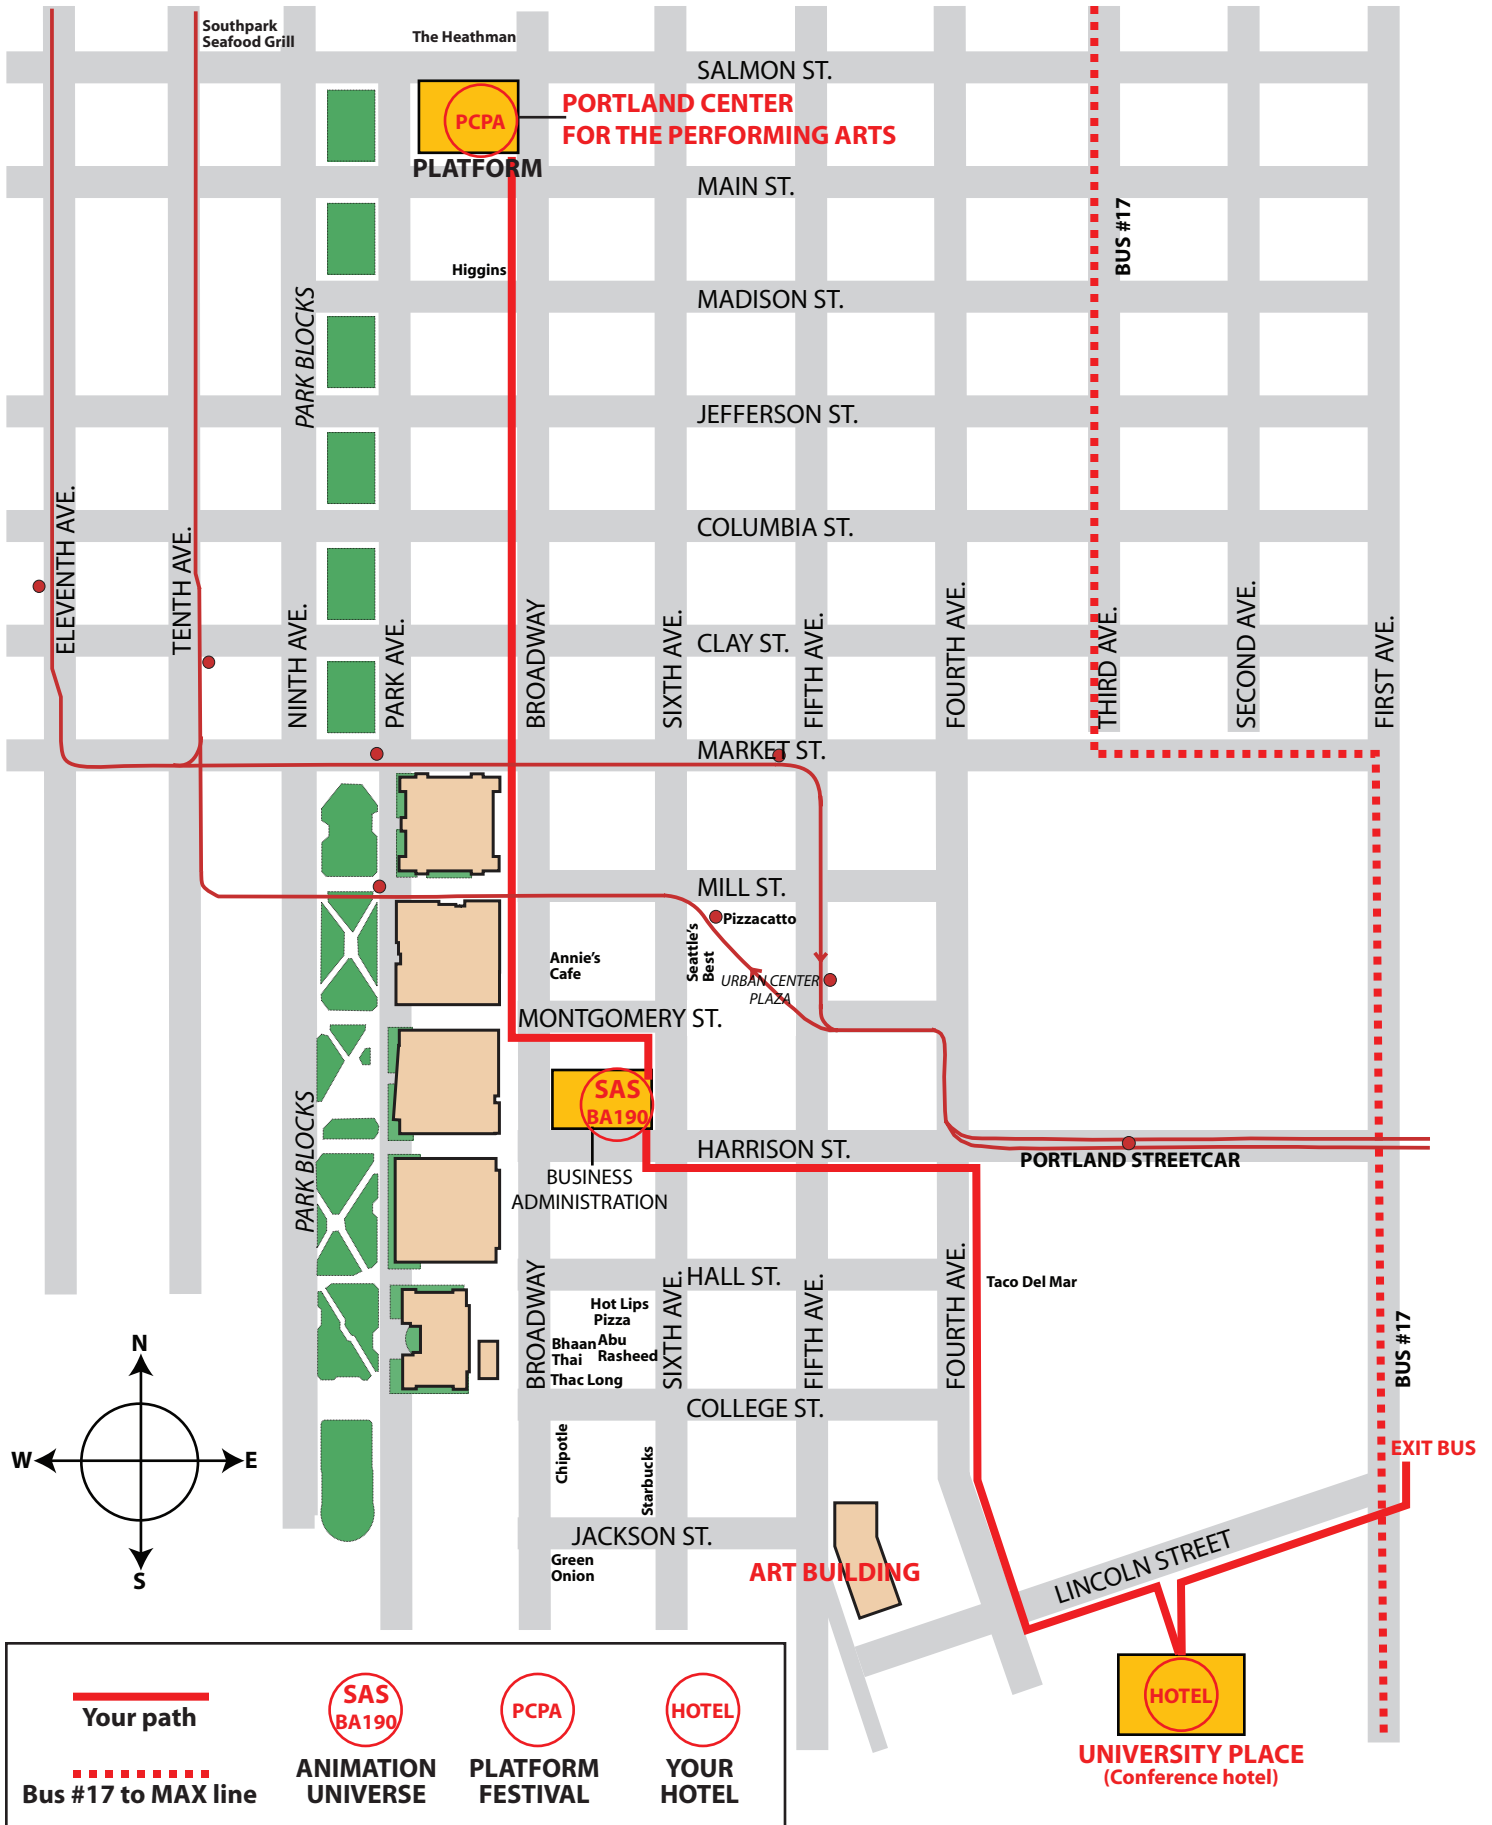 Southpark
Seafood Grill
The Heathman
SALMON ST.
PCPA
PORTLAND CENTER
FOR THE PERFORMING ARTS
PLATFORM
MAIN ST.
BUS #17
Higgins
MADISON ST.
PARK BLOCKS
JEFFERSON ST.
COLUMBIA ST.
ELEVENTH AVE.
TENTH AVE.
NINTH AVE.
PARK AVE.
BROADWAY
SIXTH AVE.
CLAY ST.
FIFTH AVE.
FOURTH AVE.
THIRD AVE.
SECOND AVE.
FIRST AVE.
MARKET ST.
MILL ST.
Pizzacatto
Annie's
Cafe
Seattle's
Best
URBAN CENTER
PLAZA
MONTGOMERY ST.
SAS
BA190
PARK BLOCKS
HARRISON ST.
PORTLAND STREETCAR
BUSINESS
ADMINISTRATION
BROADWAY
SIXTH AVE.
HALL ST.
FIFTH AVE.
FOURTH AVE.
Taco Del Mar
Hot Lips
Pizza
Bhaan
Thai
Abu
Rasheed
Thac Long
BUS #17
COLLEGE ST.
Chipotle
Starbucks
EXIT BUS
N
W
E
S
JACKSON ST.
Green
Onion
ART BUILDING
LINCOLN STREET
HOTEL
UNIVERSITY PLACE
(Conference hotel)
Your path
Bus #17 to MAX line
SAS
BA190
ANIMATION
UNIVERSE
PCPA
PLATFORM
FESTIVAL
HOTEL
YOUR
HOTEL